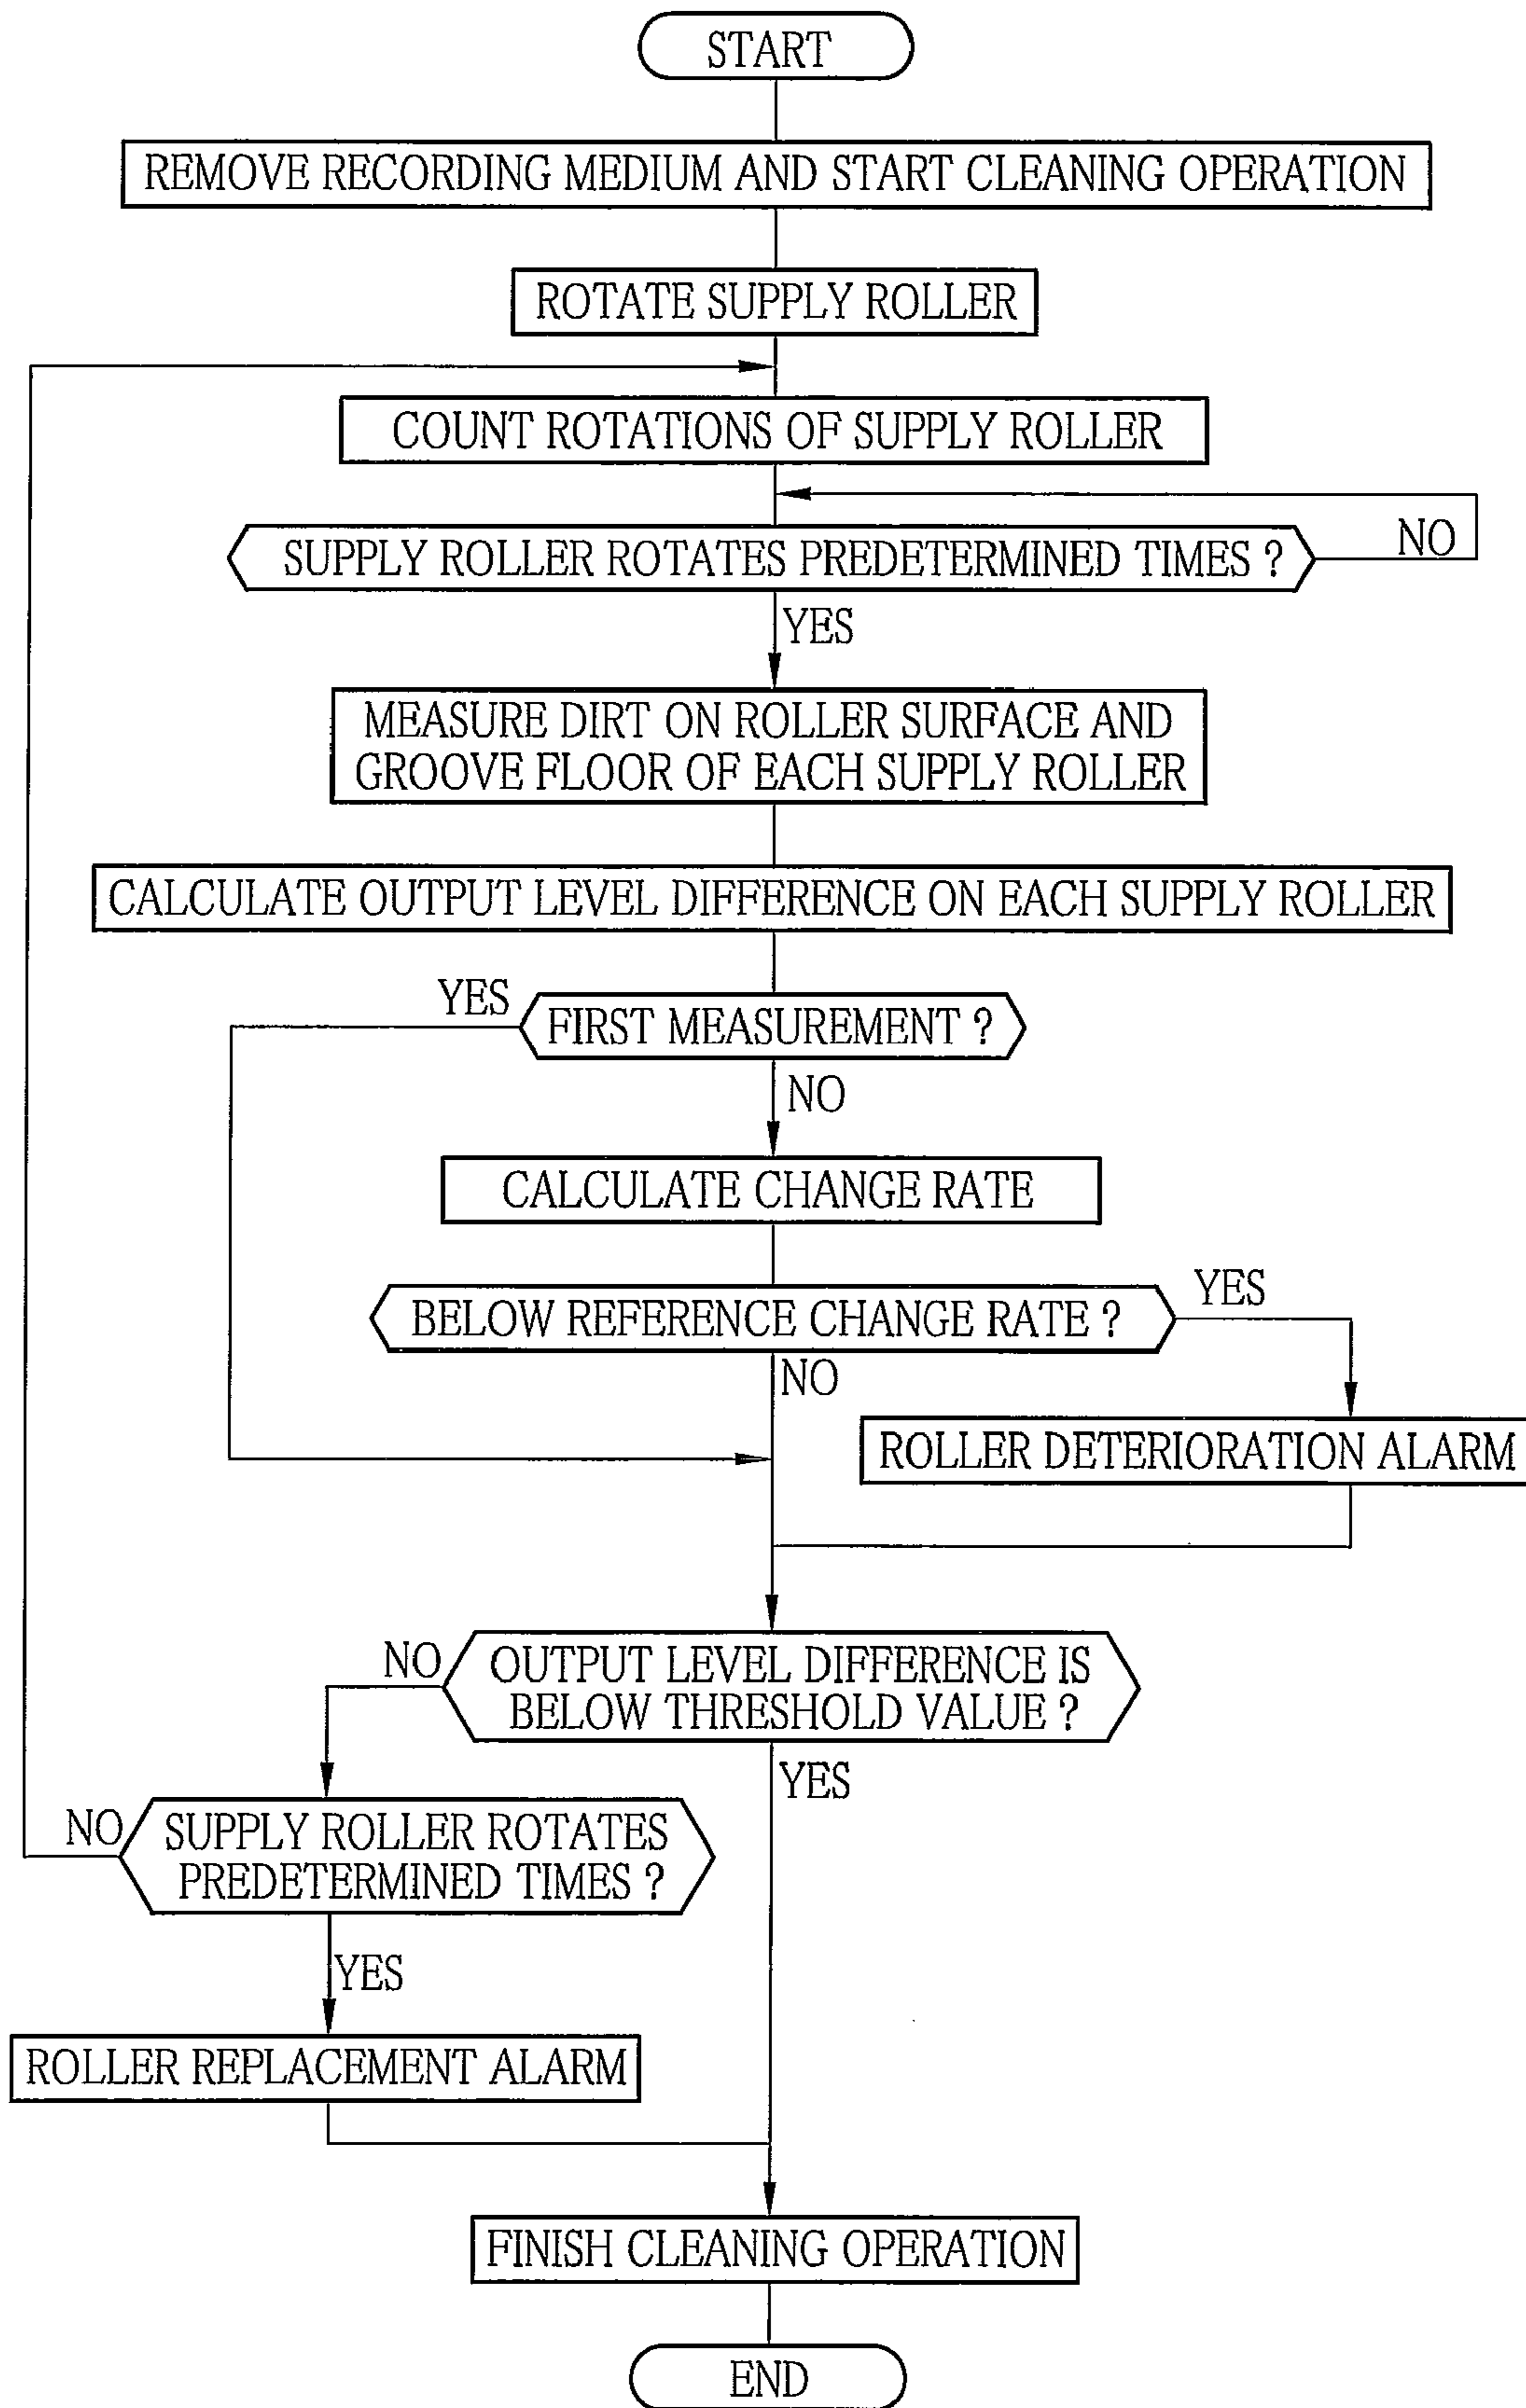 START
REMOVE RECORDING MEDIUM AND START CLEANING OPERATION
ROTATE SUPPLY ROLLER
COUNT ROTATIONS OF SUPPLY ROLLER
SUPPLY ROLLER ROTATES PREDETERMINED TIMES ?
NO
YES
MEASURE DIRT ON ROLLER SURFACE AND
GROOVE FLOOR OF EACH SUPPLY ROLLER
CALCULATE OUTPUT LEVEL DIFFERENCE ON EACH SUPPLY ROLLER
YES
FIRST MEASUREMENT ?
NO
CALCULATE CHANGE RATE
BELOW REFERENCE CHANGE RATE ?
YES
NO
ROLLER DETERIORATION ALARM
NO
OUTPUT LEVEL DIFFERENCE IS
BELOW THRESHOLD VALUE ?
YES
NO
SUPPLY ROLLER ROTATES
PREDETERMINED TIMES ?
YES
ROLLER REPLACEMENT ALARM
FINISH CLEANING OPERATION
END